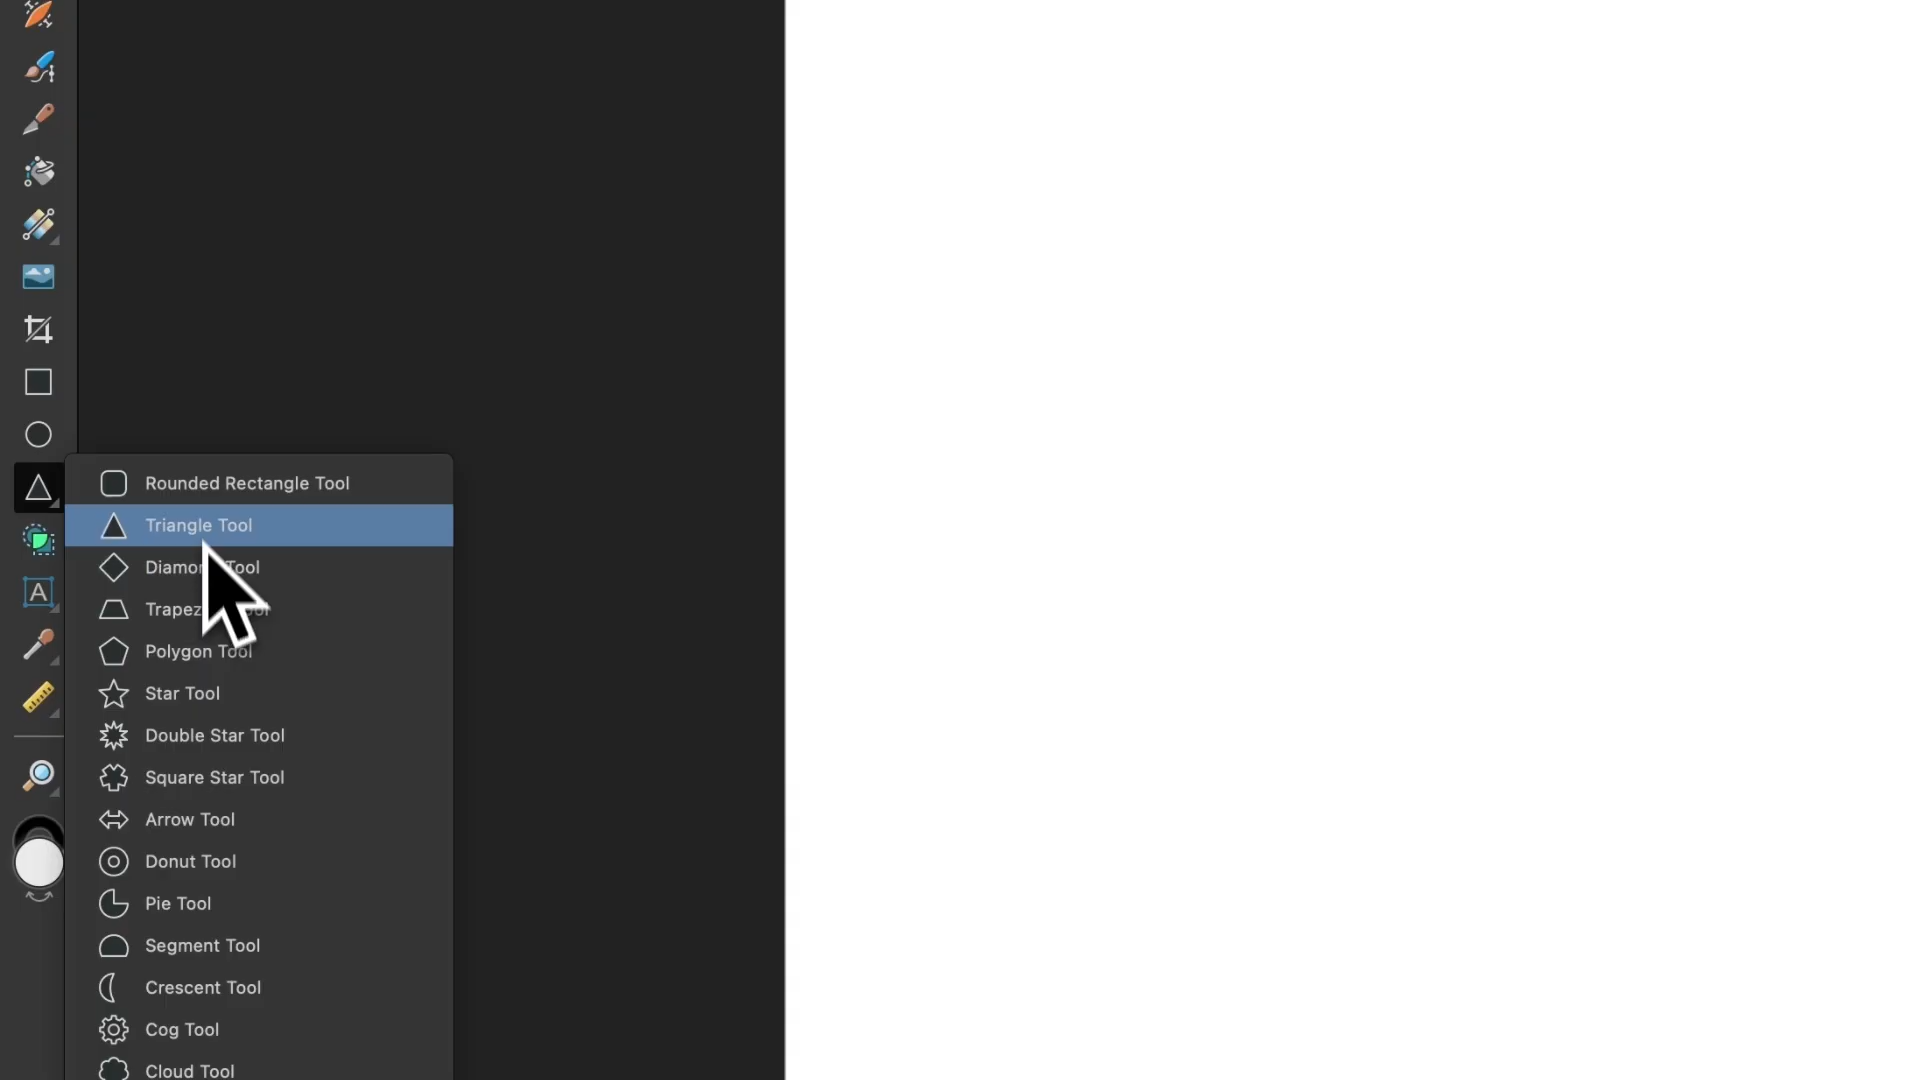 Rounded Rectangle Tool
Triangle Tool
Tool
Polygon Tool
Star Tool
Double Star Tool
Square Star Tool
Arrow Tool
Donut Tool
Pie Tool
Segment Tool
Crescent Tool
Cog Tool
Cloud Tool
A